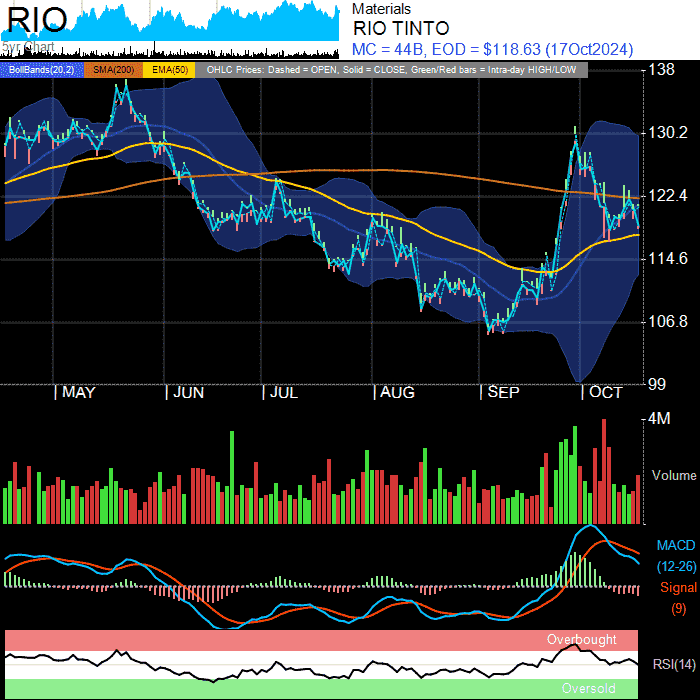 RIO
5yr Chart
Materials
RIO TINTO
MC = 44B, EOD = $118.63 (17Oct2024)
BollBands(20,2) SMA(200) EMA(50) OHLC Prices: Dashed = OPEN, Solid = CLOSE, Green/Red bars = Intra-day HIGH/LOW
138
130.2
122.4
114.6
106.8
99
| MAY | JUN | JUL | AUG | SEP | OCT
4M
Volume
MACD
(12-26)
Signal
(9)
Overbought
RSI(14)
Oversold